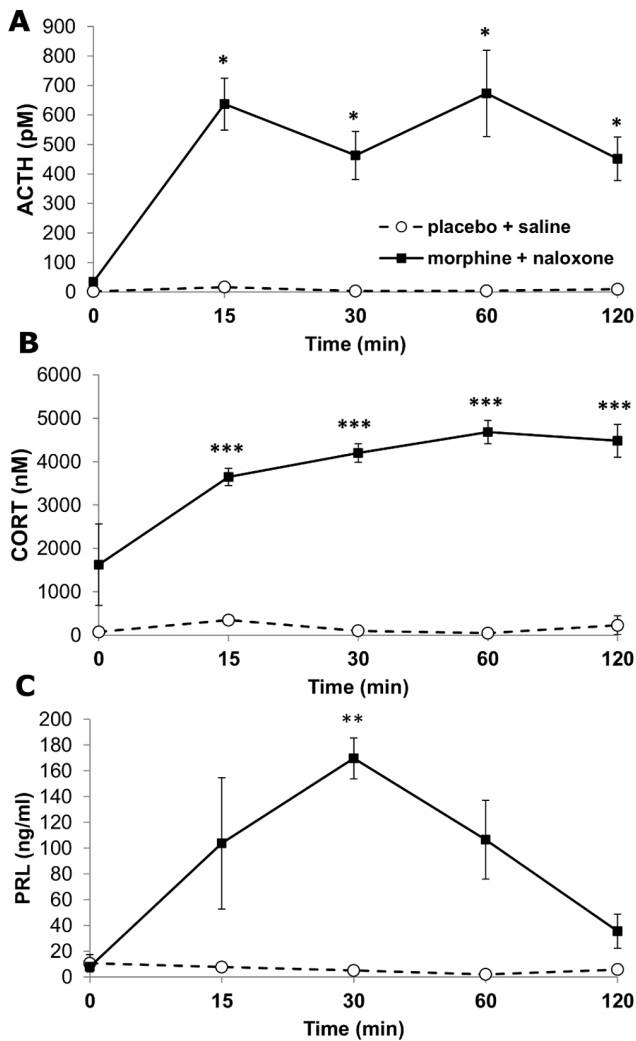 A
900
800
700
600
500
400
300
200
100
0
ACTH (pM)
*
*
*
*
placebo + saline
morphine + naloxone
0 15 30 60 120
Time (min)
B
6000
5000
4000
3000
2000
1000
0
CORT (nM)
***
***
***
***
0 15 30 60 120
Time (min)
C
200
180
160
140
120
100
80
60
40
20
0
PRL (ng/ml)
**
0 15 30 60 120
Time (min)